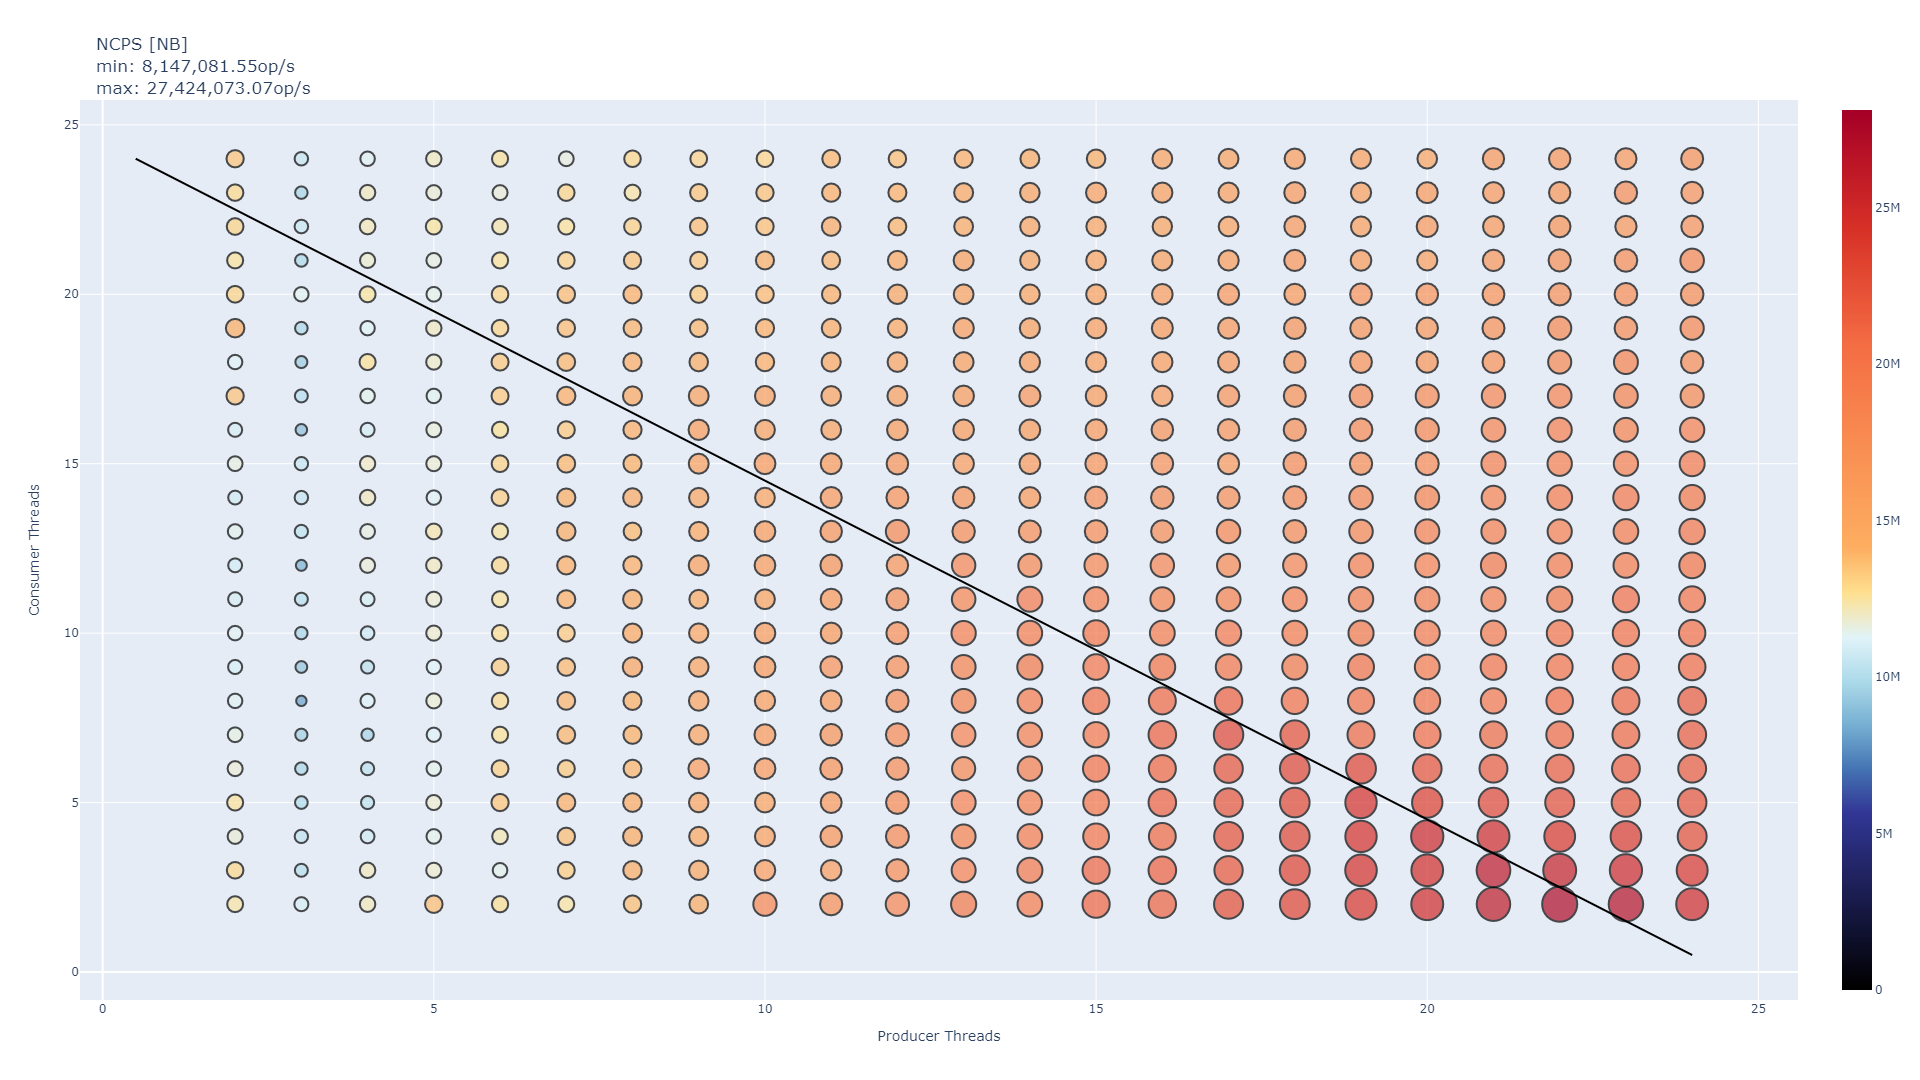 NCPS [NB]
min: 8,147,081.55op/s
max: 27,424,073.07op/s
25
20
15
10
5
0
Consumer Threads
0
5
10
15
20
25
Producer Threads
25M
20M
15M
10M
5M
0